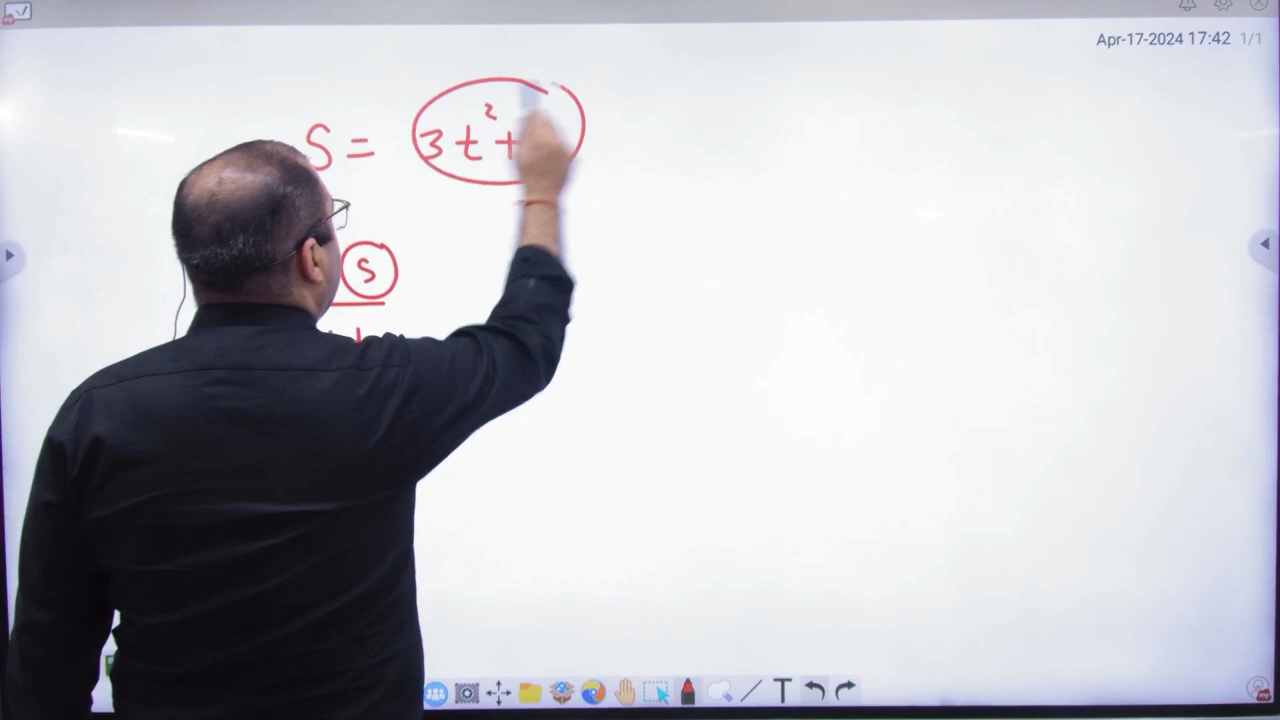 Apr-17-2024 17:42 1/1
S = 3t²+
S
T